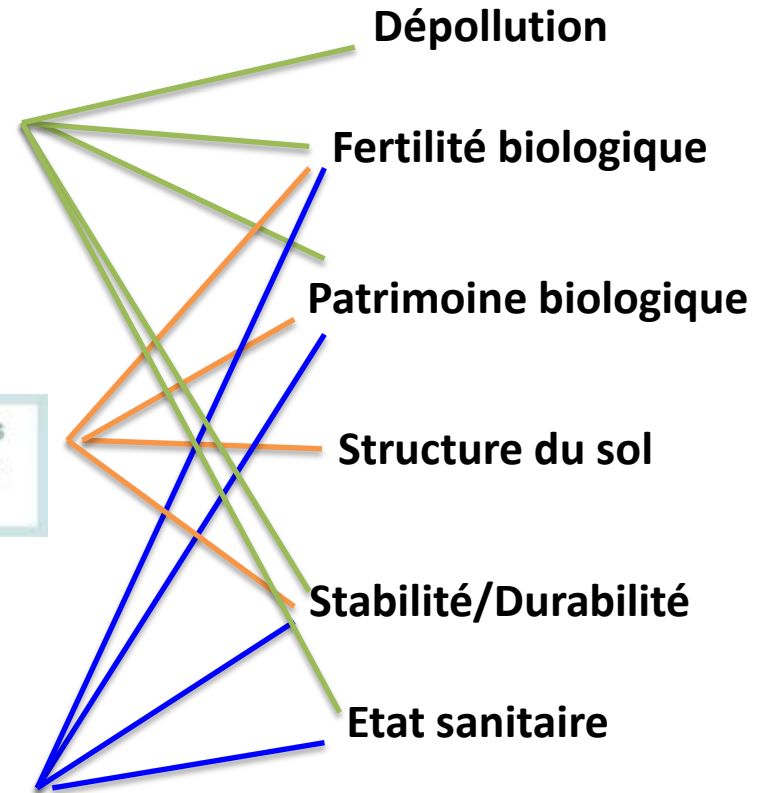 Dépollution
Fertilité biologique
Patrimoine biologique
Structure du sol
Stabilité/Durabilité
Etat sanitaire